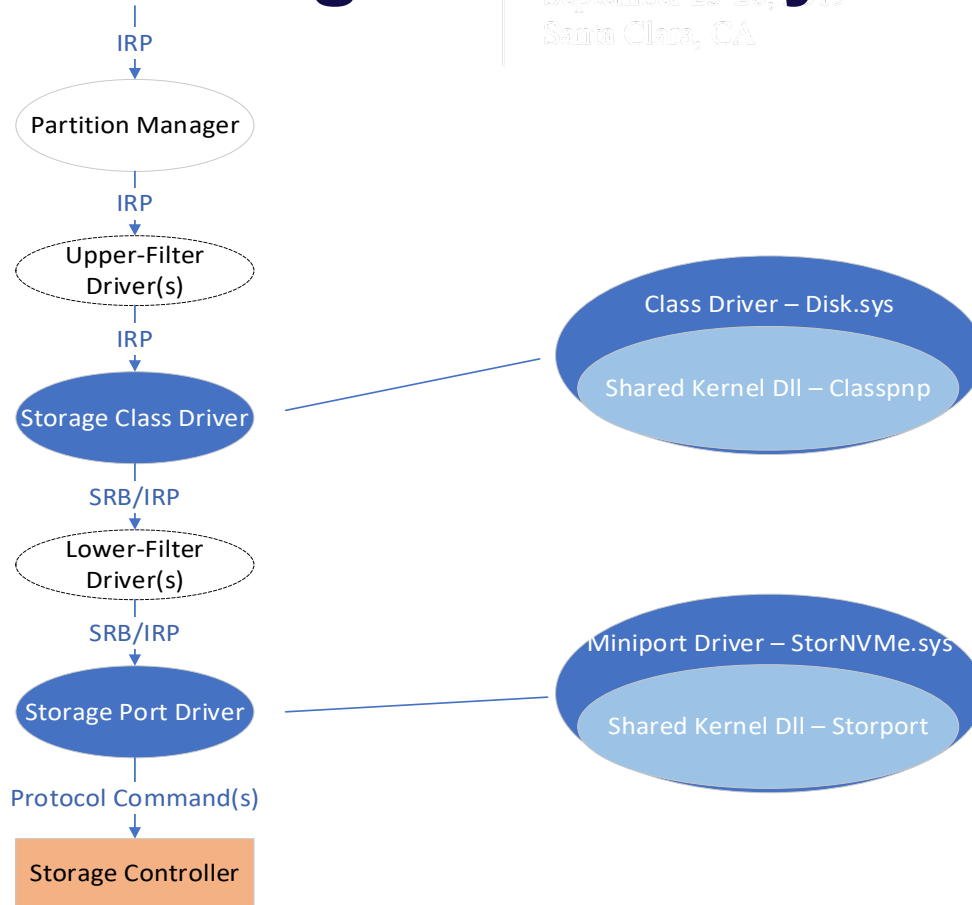 IRP
Partition Manager
IRP
Upper-Filter
Driver(s)
IRP
Storage Class Driver
SRB/IRP
Lower-Filter
Driver(s)
SRB/IRP
Storage Port Driver
Protocol Command(s)
Storage Controller
Santa Clara, CA
Class Driver – Disk.sys
Shared Kernel Dll – Classpnp
Miniport Driver – StorNVMe.sys
Shared Kernel Dll – Storport